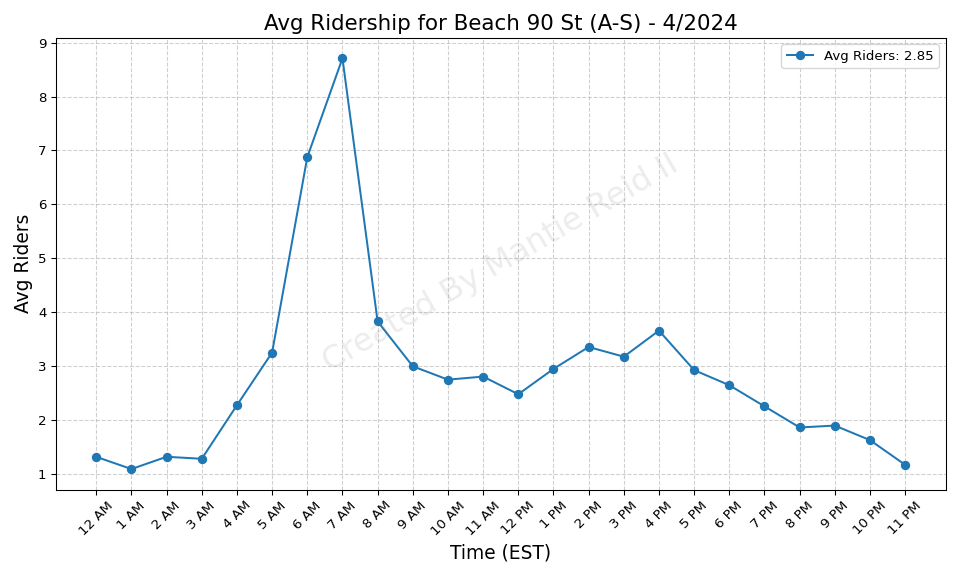 Avg Ridership for Beach 90 St (A-S) - 4/2024
Avg Riders: 2.85
Created By Mantie Reid II
Avg Riders
9
8
7
6
5
4
3
2
1
12 AM
1 AM
2 AM
3 AM
4 AM
5 AM
6 AM
7 AM
8 AM
9 AM
10 AM
11 AM
12 PM
1 PM
2 PM
3 PM
4 PM
5 PM
6 PM
7 PM
8 PM
9 PM
10 PM
11 PM
Time (EST)